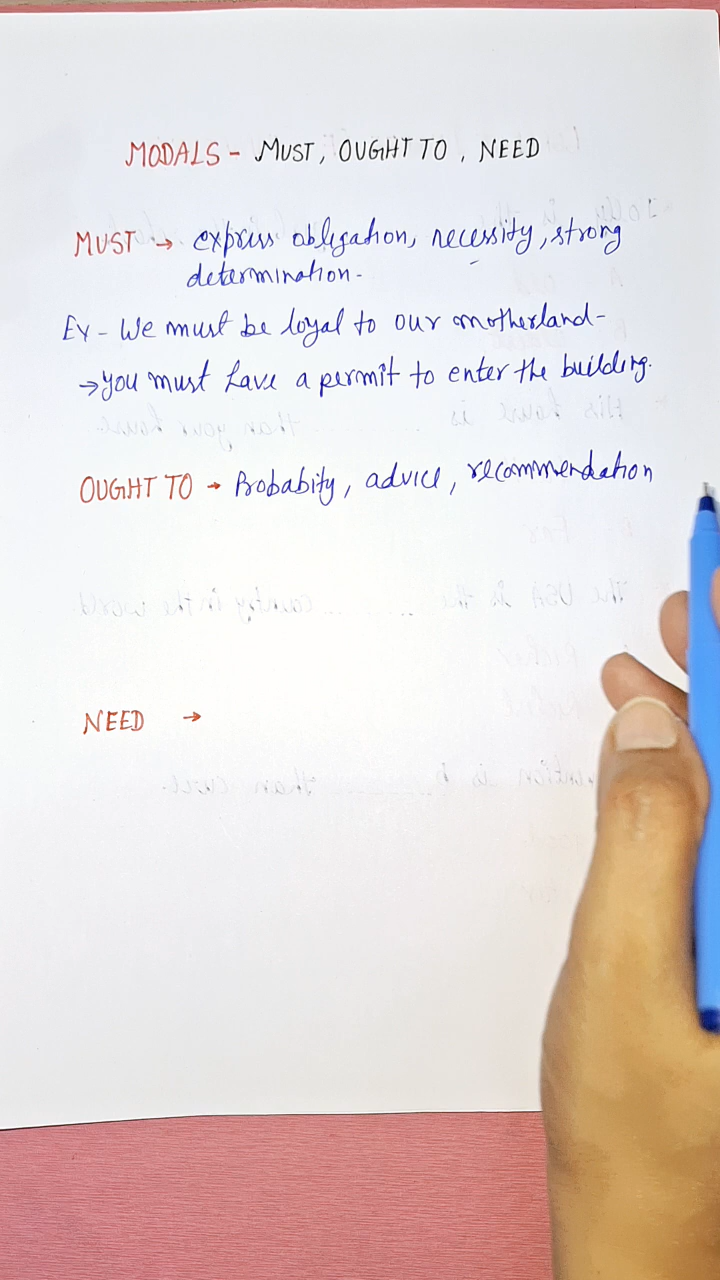 MODALS - MUST, OUGHT TO, NEED
MUST → express obligation, necessity, strong
determination.
Ex - We must be loyal to our motherland-
→ you must have a permit to enter the building.
OUGHT TO → Probabity, advice, recommendation
NEED →